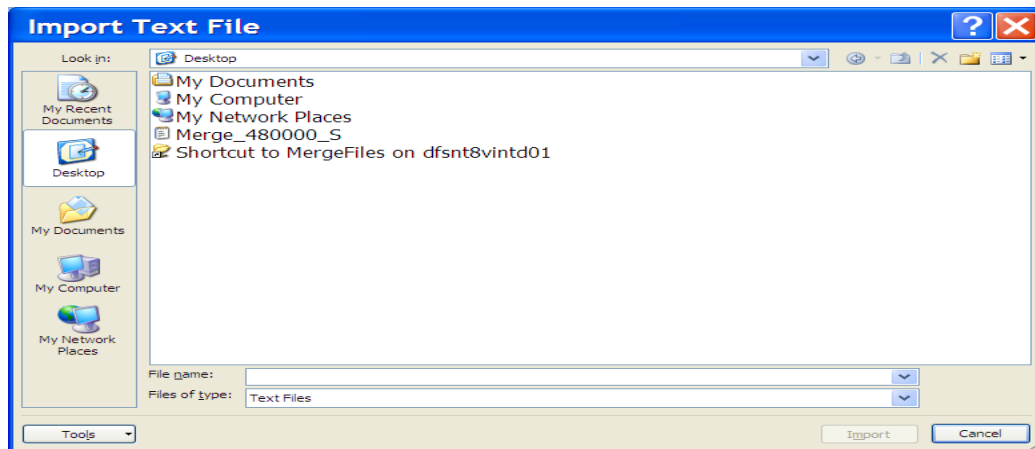 Import Text File
Look in:
Desktop
My Recent
Documents
Desktop
My Documents
My Computer
My Network
Places
My Documents
My Computer
My Network Places
Merge_480000_S
Shortcut to MergeFiles on dfsnt8vintd01
File name:
Files of type:
Text Files
Tools
Import
Cancel